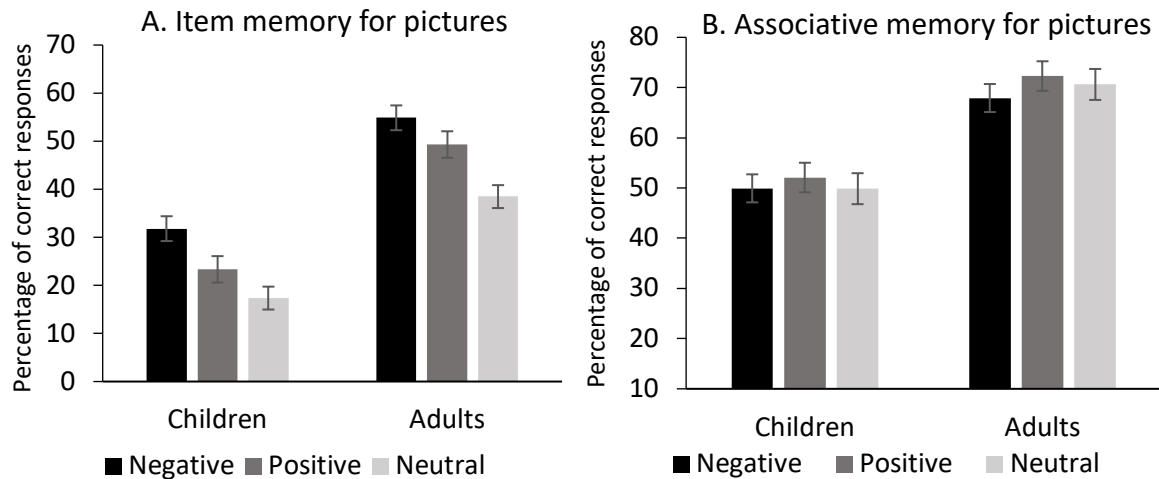 A. Item memory for pictures
Percentage of correct responses
70
60
50
40
30
20
10
0
Children Adults
Negative Positive Neutral
B. Associative memory for pictures
Percentage of correct responses
80
70
60
50
40
30
20
10
Children Adults
Negative Positive Neutral